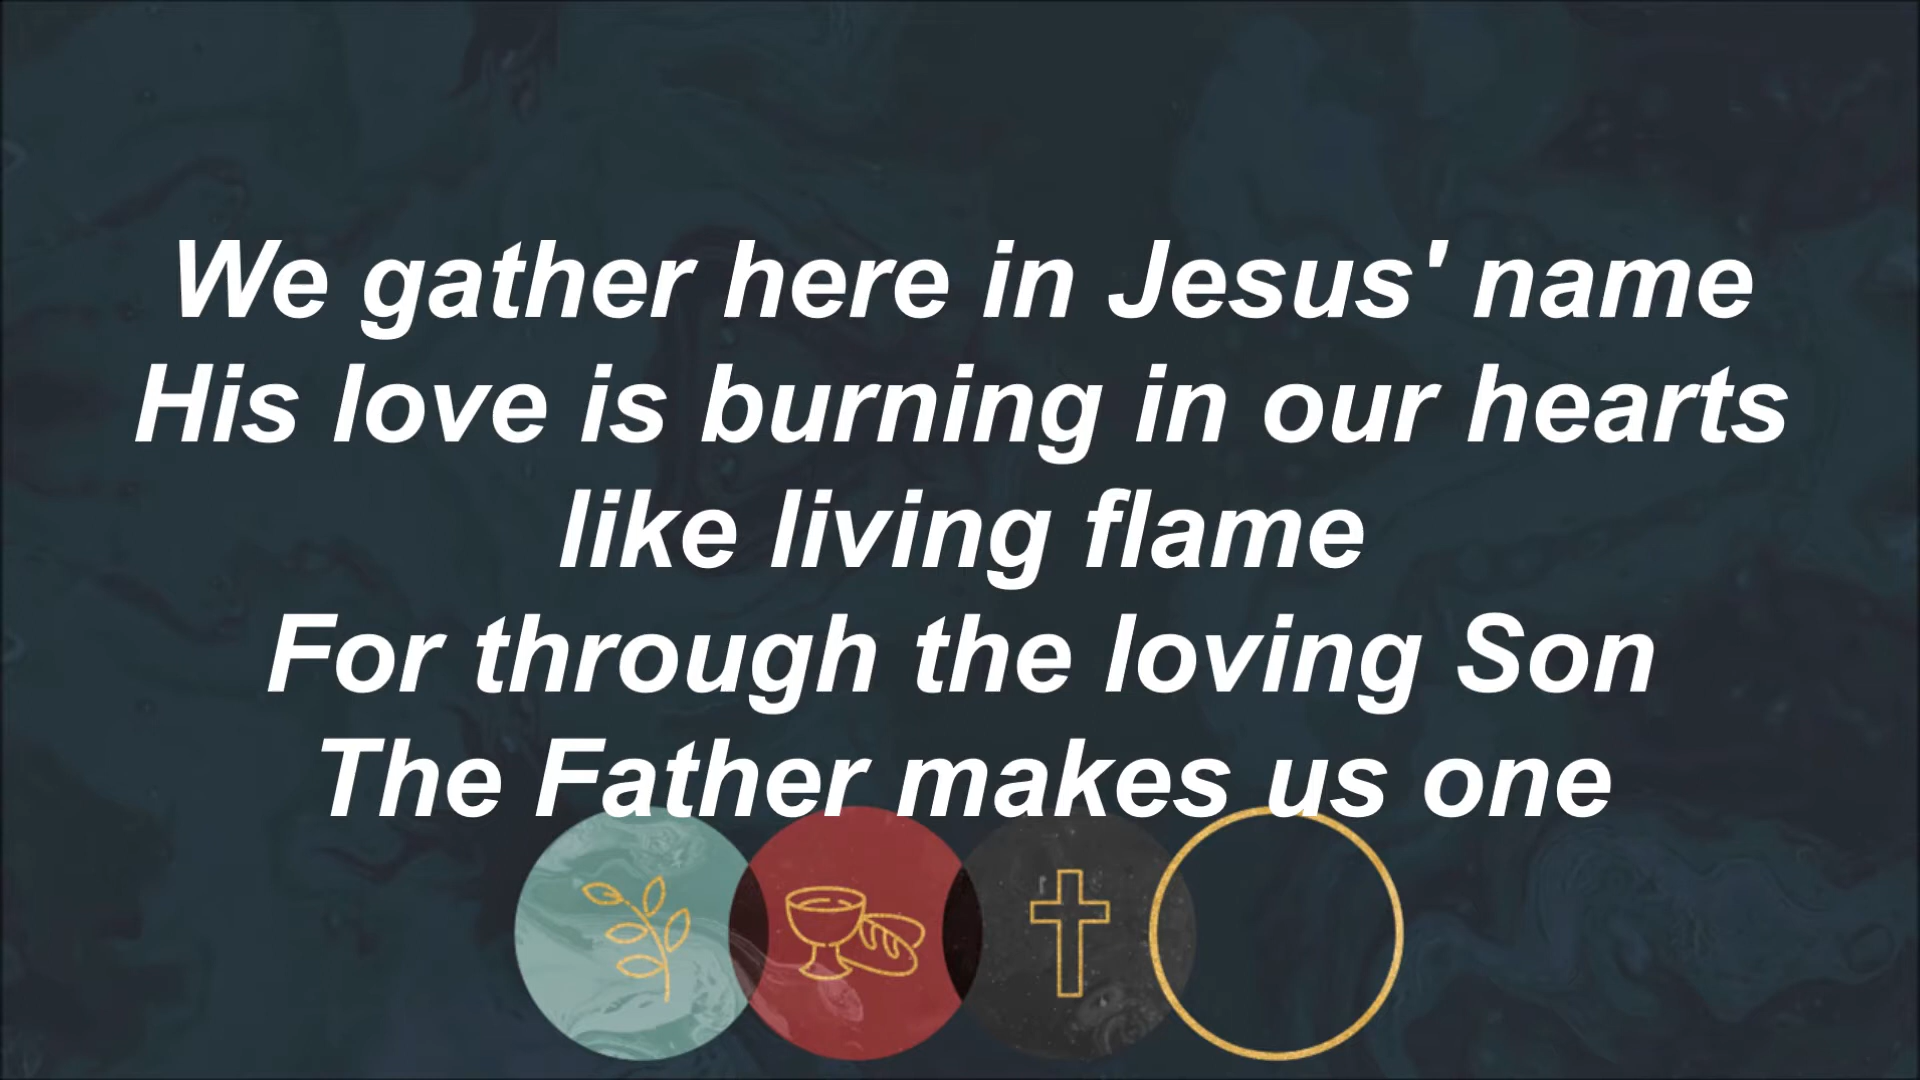 We gather here in Jesus' name
His love is burning in our hearts
like living flame
For through the loving Son
The Father makes us one